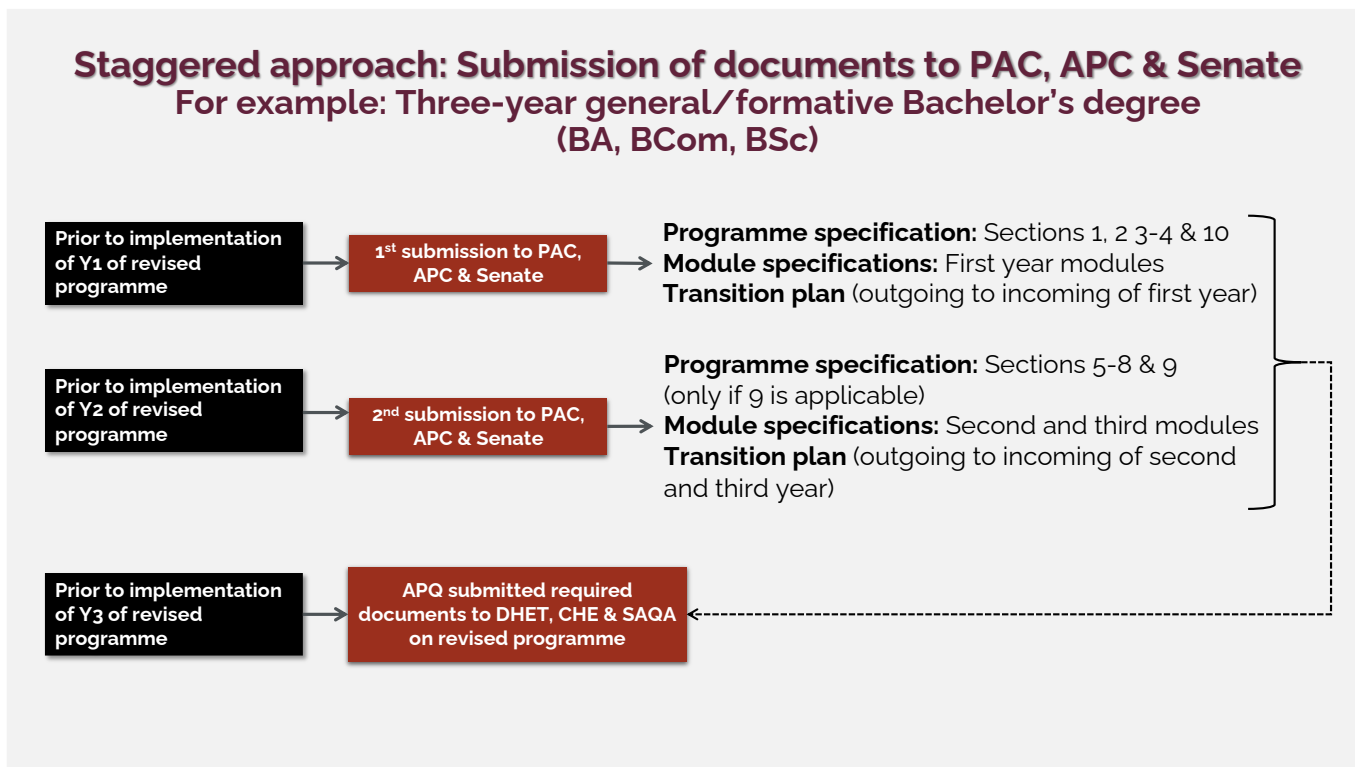 Staggered approach: Submission of documents to PAC, APC & Senate
For example: Three-year general/formative Bachelor’s degree
(BA, BCom, BSc)
Prior to implementation
of Y1 of revised
programme
1st submission to PAC,
APC & Senate
Programme specification: Sections 1, 2 3-4 & 10
Module specifications: First year modules
Transition plan (outgoing to incoming of first year)
Prior to implementation
of Y2 of revised
programme
2nd submission to PAC,
APC & Senate
Programme specification: Sections 5-8 & 9
(only if 9 is applicable)
Module specifications: Second and third modules
Transition plan (outgoing to incoming of second
and third year)
Prior to implementation
of Y3 of revised
programme
APQ submitted required
documents to DHET, CHE & SAQA
on revised programme